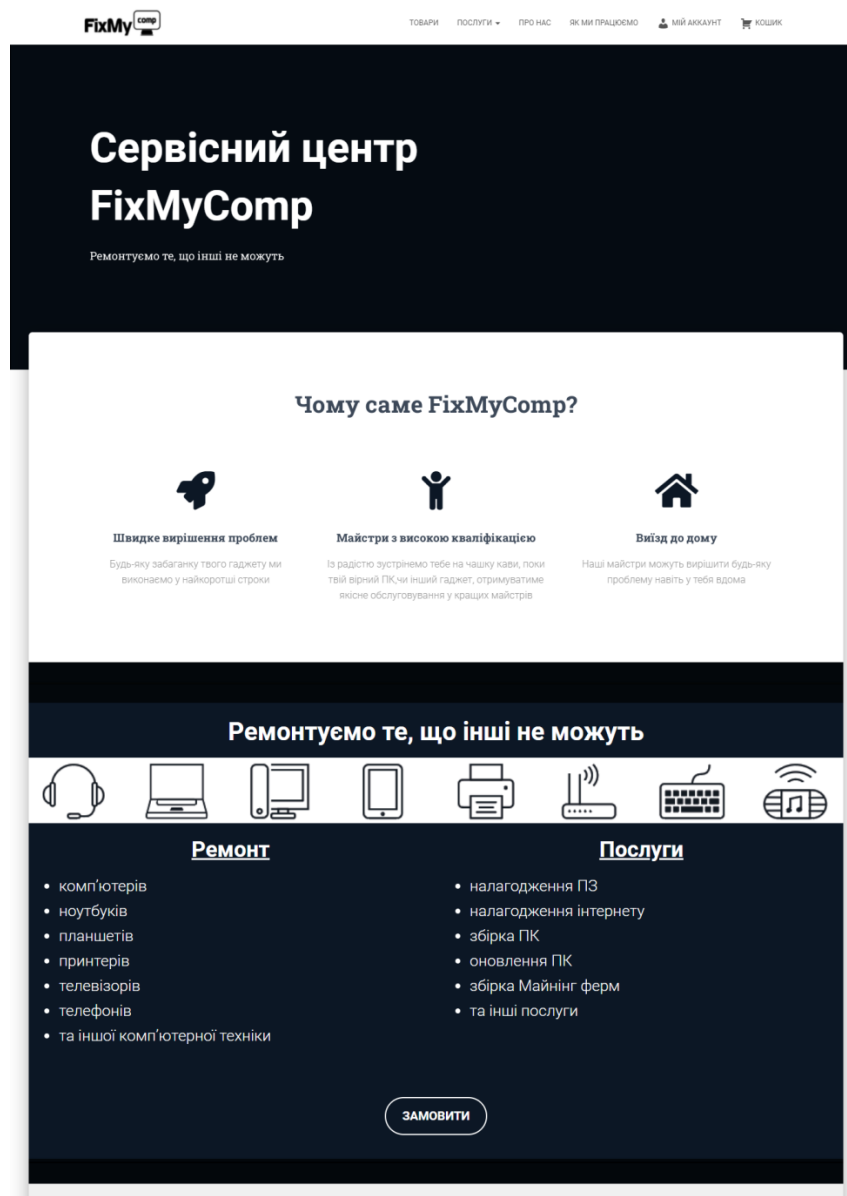 FixMy comp
ТОВАРИ ПОСЛУГИ ПРО НАС ЯК МИ ПРАЦЮЄМО МІЙ АККАУНТ КОШИК
Сервісний центр
FixMyComp
Ремонтуємо те, що інші не можуть
Чому саме FixMyComp?
Швидке вирішення проблем
Будь-яку забаганку твого гаджету ми
виконаємо у найкоротші строки
Майстри з високою кваліфікацією
Із радістю зустрінемо тебе на чашку кави, поки
твій вірний ПК,чи інший гаджет, отримуватиме
якісне обслуговування у кращих майстрів
Виїзд до дому
Наші майстри можуть вирішити будь-яку
проблему навіть у тебе вдома
Ремонтуємо те, що інші не можуть
Ремонт
комп'ютерів
ноутбуків
планшетів
принтерів
телевізорів
телефонів
та іншої комп'ютерної техніки
Послуги
налагодження ПЗ
налагодження інтернету
збірка ПК
оновлення ПК
збірка Майнінг ферм
та інші послуги
ЗАМОВИТИ